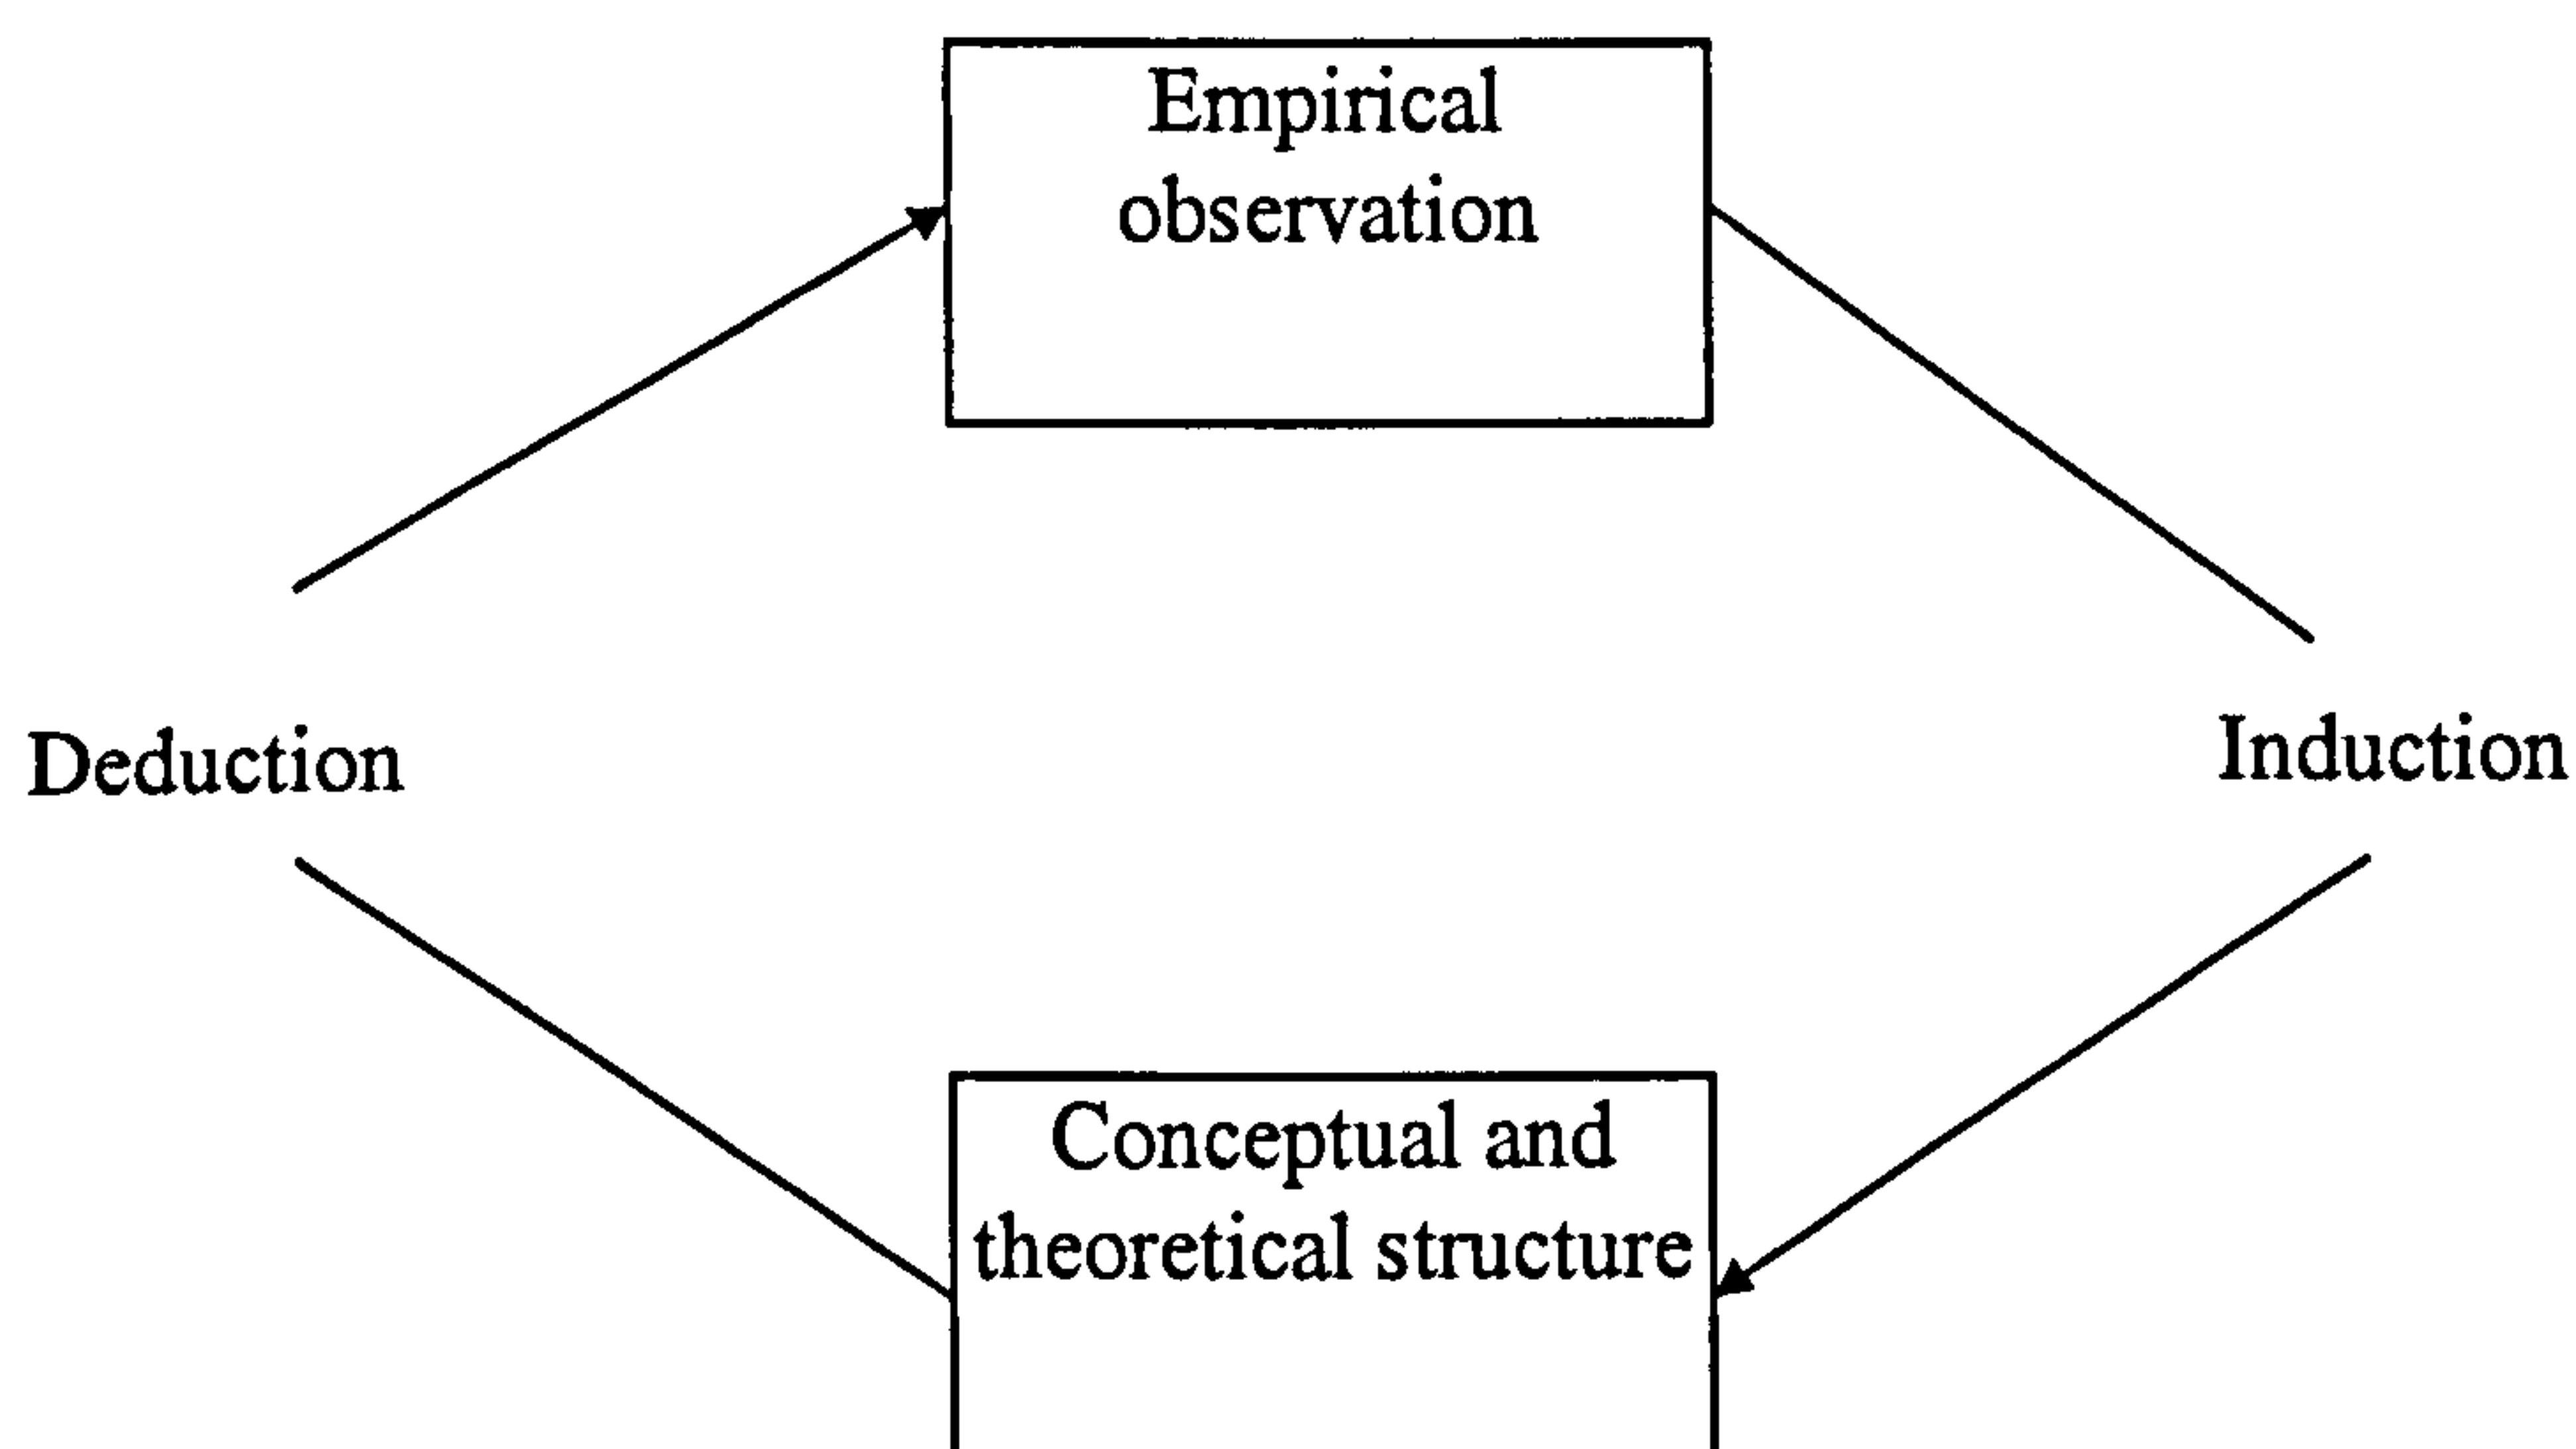 Empirical
observation
Deduction
Induction
Conceptual and
theoretical structure